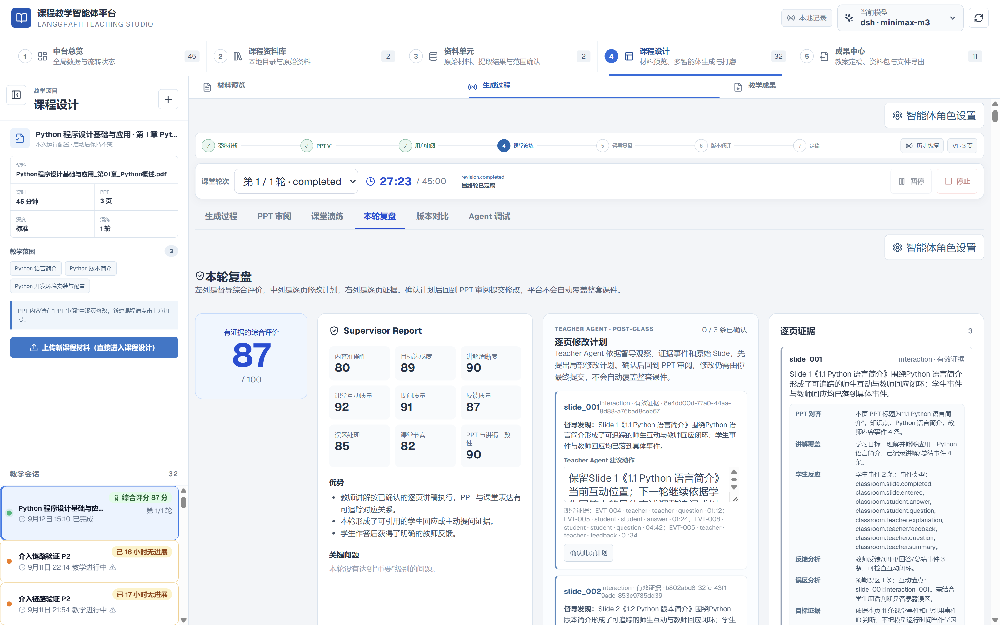 课程教学智能体平台
LANGGRAPH TEACHING STUDIO
本地记录
当前模型
dsh · minimax-m3
1
中台总览
全局数据与流转状态
45
2
课程资料库
本地目录与原始资料
2
3
资料单元
原始材料、提取结果与范围确认
2
4
课程设计
材料预览、多智能体生成与打磨
32
5
成果中心
教案定稿、资料包与文件导出
11
教学项目
课程设计
Python 程序设计基础与应用 · 第 1 章 Pyt...
本次运行配置 · 启动后保持不变
资料
Python程序设计基础与应用_第01章_Python概述.pdf
课时
45 分钟
PPT
3 页
深度
标准
演练
1 轮
教学范围
3
Python 语言简介
Python 版本简介
Python 开发环境安装与配置
PPT 内容请在“PPT 审阅”中逐页修改；新建课程请点击上方加
号。
上传新课程材料（直接进入课程设计）
教学会话
32
综合评分 87 分
Python 程序设计基础与应...
第 1/1 轮
9月12日 15:10 已完成
已 16 小时无进展
介入链路验证 P2
9月11日 22:14 教学进行中
已 17 小时无进展
介入链路验证 P2
9月11日 21:54 教学进行中
材料预览
生成过程
教学成果
智能体角色设置
资料分析
PPT V1
用户审阅
4
课堂演练
5
督导复盘
6
版本修订
7
定稿
历史恢复
V1 · 3 页
课堂轮次
第 1 / 1 轮 · completed
27:23 / 45:00
revision.completed
最终轮已定稿
暂停
停止
生成过程
PPT 审阅
课堂演练
本轮复盘
版本对比
Agent 调试
智能体角色设置
本轮复盘
左列是督导综合评价，中列是逐页修改计划，右列是逐页证据。确认计划后回到 PPT 审阅提交修改，平台不会自动覆盖整套课件。
有证据的综合评价
87
/ 100
Supervisor Report
内容准确性
80
目标达成度
89
讲解清晰度
90
课堂互动质量
92
提问质量
91
反馈质量
87
误区处理
85
课堂节奏
82
PPT 与讲稿一致
性
90
优势
• 教师讲解按已确认的逐页讲稿执行，PPT 与课堂表达有
可追踪对应关系。
• 本轮形成了可引用的学生回应或主动提问证据。
• 学生作答后获得了明确的教师反馈。
关键问题
本轮没有达到“重要”级别的问题。
TEACHER AGENT · POST-CLASS
0 / 3 条已确认
逐页修改计划
Teacher Agent 依据督导观察、证据事件和原始 Slide，先
提出局部修改计划。确认后回到 PPT 审阅，修改仍需由你
最终提交，不会自动覆盖整套课件。
slide_001
interaction · 有效证据 · 8e4dd00d-77a0-44aa-
8d88-a76bad8ceb67
督导发现：Slide 1《1.1 Python 语言简介》围绕Python 语
言简介形成了可追踪的师生互动与教师回应闭环；学生事
件与教师回应均已落到具体事件。
Teacher Agent 建议动作
保留Slide 1《1.1 Python 语言简介》
当前互动位置；下一轮继续依据学
课堂证据：EVT-004 · teacher · teacher · question · 01:12；
EVT-005 · student · student · answer · 01:24；EVT-008 ·
student · student · question · 04:42；EVT-006 · teacher ·
teacher · feedback · 01:34
确认此页计划
slide_002
interaction · 有效证据 · b802abd8-32fc-43f1-
9adc-853e9785dd39
督导发现：Slide 2《1.2 Python 版本简介》围绕Python
版本简介形成了可追踪的师生互动与教师回应闭环；学生
逐页证据
3
slide_001
interaction · 有效证据
Slide 1《1.1 Python 语言简介》围绕Python 语言简介
形成了可追踪的师生互动与教师回应闭环；学生事件
与教师回应均已落到具体事件。
PPT 对齐
本页 PPT 标题为“1.1 Python 语言简
介”，知识点：Python 语言简介；教
师内容事件 4 条。
讲解覆盖
学习目标：理解并能够应用：Python
语言简介；已记录讲解/总结事件 4
条。
学生反应
学生事件 2 条；事件类型：
classroom.slide.completed,
classroom.slide.entered,
classroom.student.answer,
classroom.student.question,
classroom.teacher.explanation,
classroom.teacher.feedback,
classroom.teacher.question,
classroom.teacher.summary。
反馈分析
教师反馈/追问/回答/总结事件 3
条；可检查互动闭环。
误区分析
预期误区 1 条；互动锚点：
slide_001:interaction_001。需结合
学生原话判断是否暴露误区。
目标证据
依据本页 11 条课堂事件和已引用事件
ID 判断，不把模型运行时间当作学习